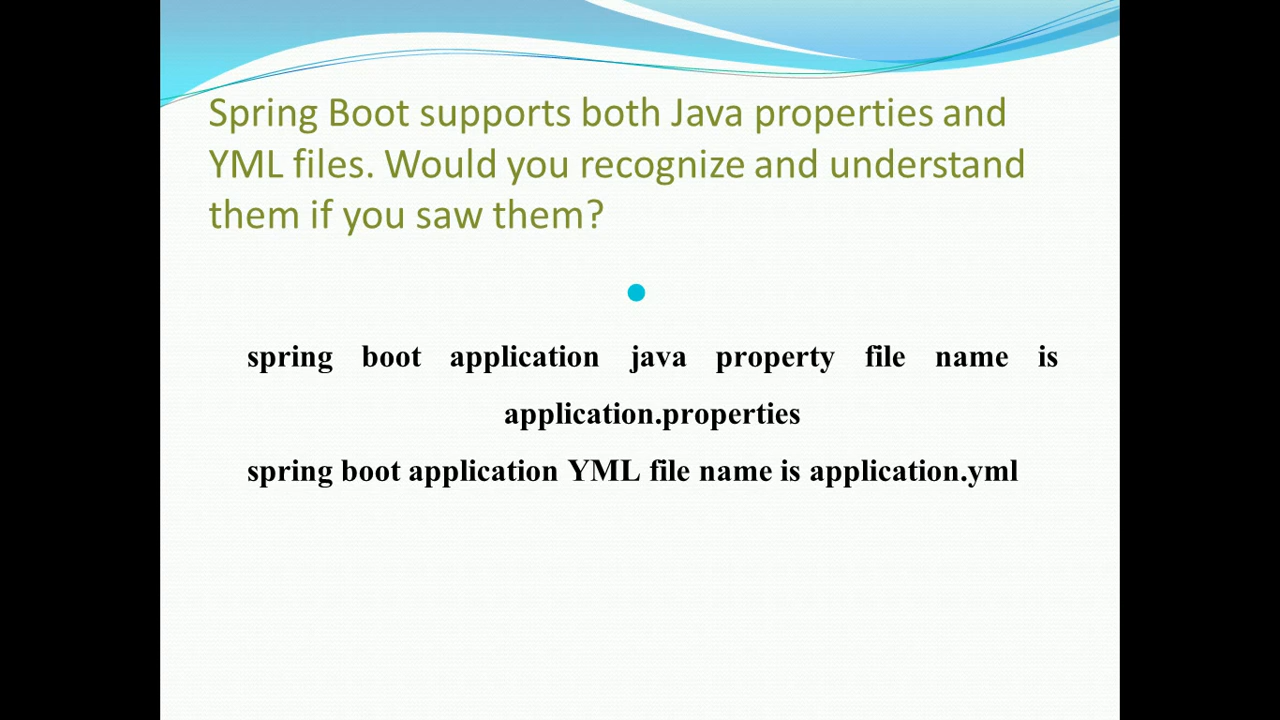 Spring Boot supports both Java properties and
YML files. Would you recognize and understand
them if you saw them?
spring boot application java property file name is
application.properties
spring boot application YML file name is application.yml